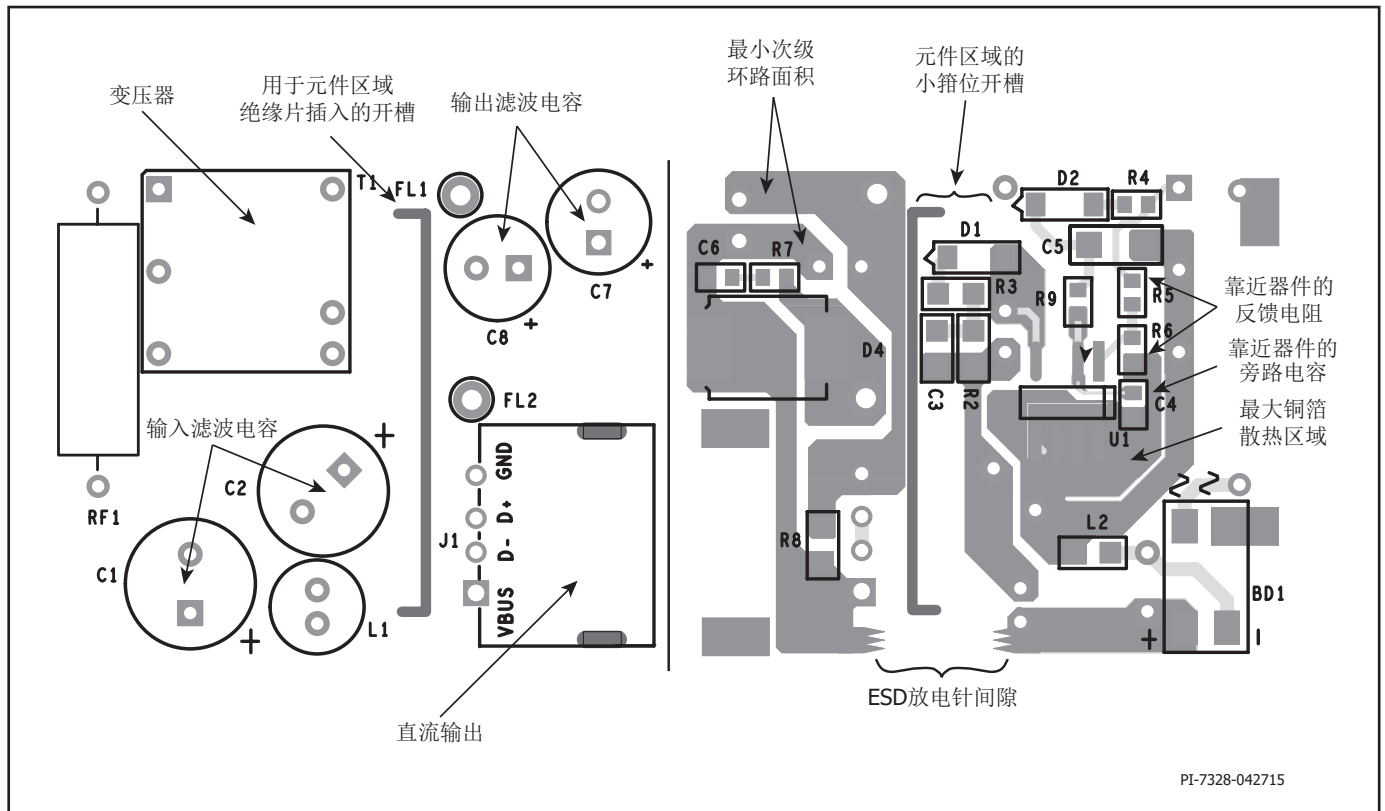 变压器
用于元件区域
绝缘片插入的开槽
输出滤波电容
最小次级
环路面积
元件区域的
小箝位开槽
T1
FL1
D2
R4
D1
C5
C6
R7
C7
C8
R3
R9
R5
靠近器件的
反馈电阻
R6
D4
靠近器件的
旁路电容
C3
R2
C4
FL2
U1
最大铜箔
散热区域
输入滤波电容
C2
RF1
GND
D+
J1
D-
VBUS
R8
L2
C1
L1
BD1
+
+
+
+
+
ESD放电针间隙
直流输出
PI-7328-042715